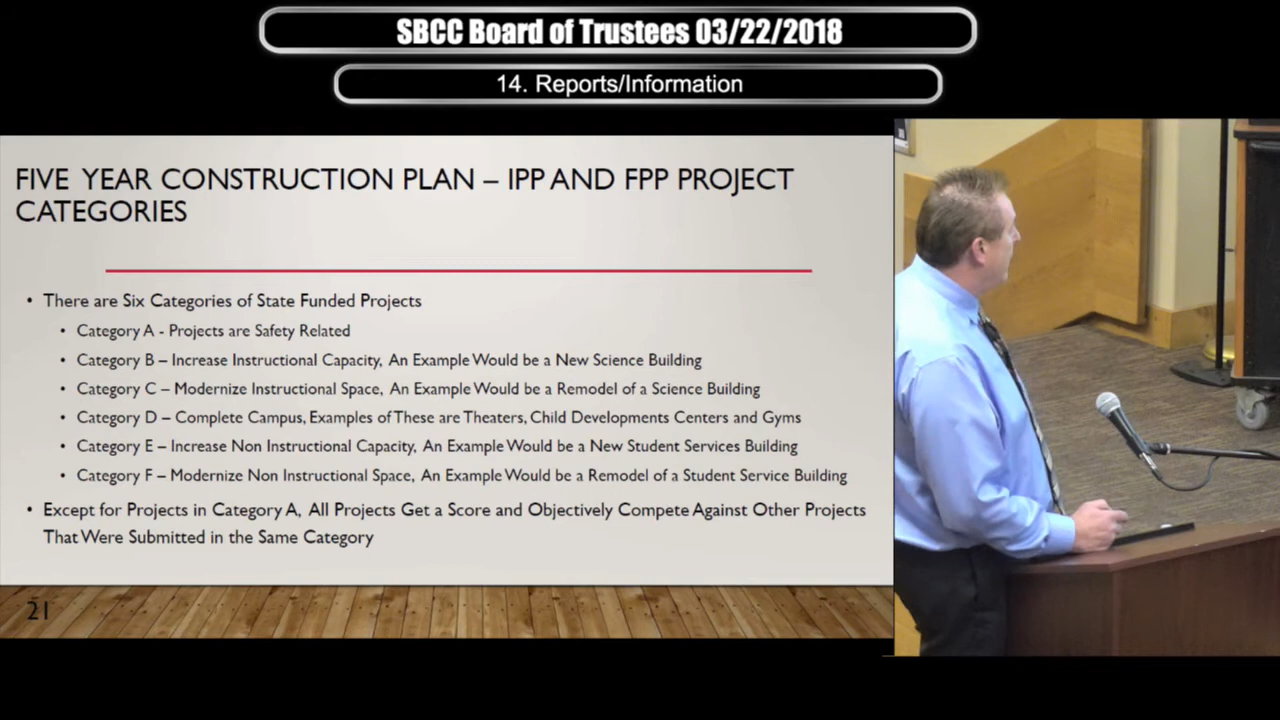 SBCC Board of Trustees 03/22/2018
14. Reports/Information
FIVE YEAR CONSTRUCTION PLAN – IPP AND FPP PROJECT
CATEGORIES
• There are Six Categories of State Funded Projects
• Category A - Projects are Safety Related
• Category B – Increase Instructional Capacity, An Example Would be a New Science Building
• Category C – Modernize Instructional Space, An Example Would be a Remodel of a Science Building
• Category D – Complete Campus, Examples of These are Theaters, Child Developments Centers and Gyms
• Category E – Increase Non Instructional Capacity, An Example Would be a New Student Services Building
• Category F – Modernize Non Instructional Space, An Example Would be a Remodel of a Student Service Building
• Except for Projects in Category A, All Projects Get a Score and Objectively Compete Against Other Projects
That Were Submitted in the Same Category
21